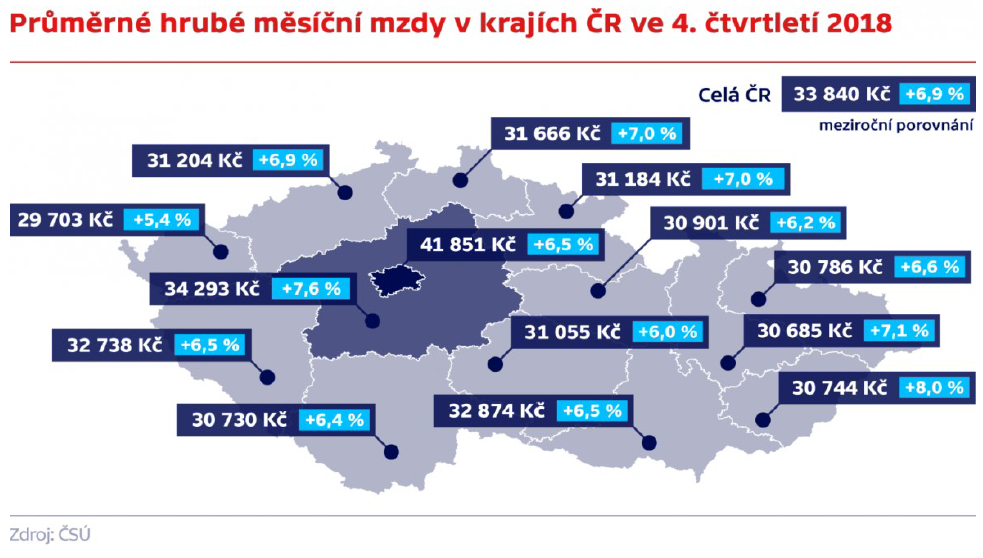 Průměrné hrubé měsíční mzdy v krajích ČR ve 4. čtvrtletí 2018
Celá ČR 33 840 Kč +6,9 %
meziroční porovnání
31 666 Kč +7,0 %
31 204 Kč +6,9 %
31 184 Kč +7,0 %
29 703 Kč +5,4 %
30 901 Kč +6,2 %
41 851 Kč +6,5 %
30 786 Kč +6,6 %
34 293 Kč +7,6 %
31 055 Kč +6,0 %
30 685 Kč +7,1 %
32 738 Kč +6,5 %
30 744 Kč +8,0 %
32 874 Kč +6,5 %
30 730 Kč +6,4 %
Zdroj: ČSÚ